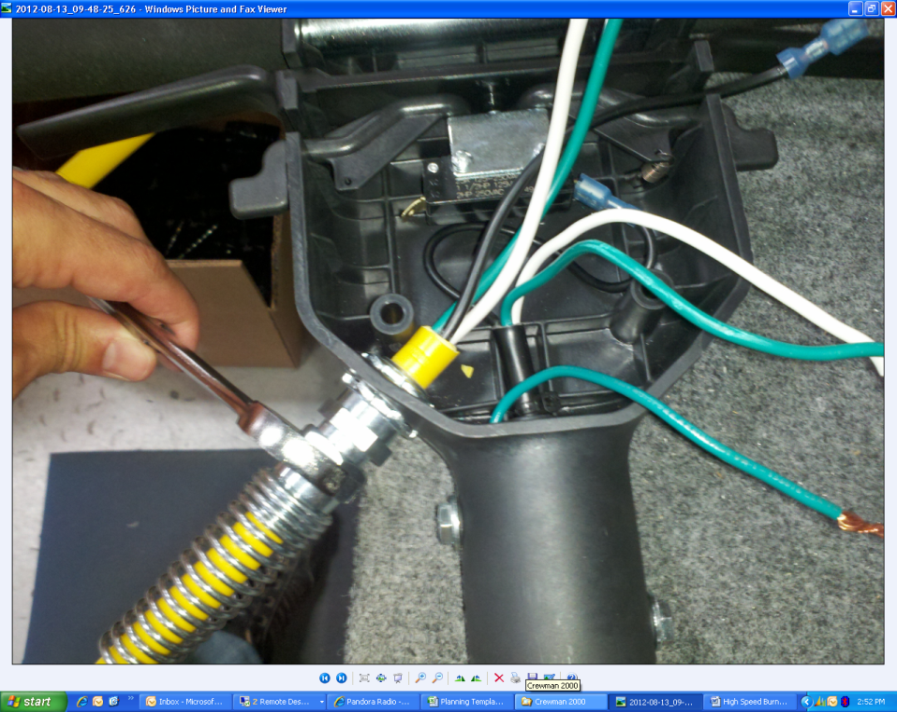 2012-08-13_09-48-25_626 - Windows Picture and Fax Viewer
Crewman 2000
start
Inbox - Microsof...
2 Remote Des...
Pandora Radio -...
Planning Templa...
Crewman 2000
2012-08-13_09-...
High Speed Burn...
2:52 PM